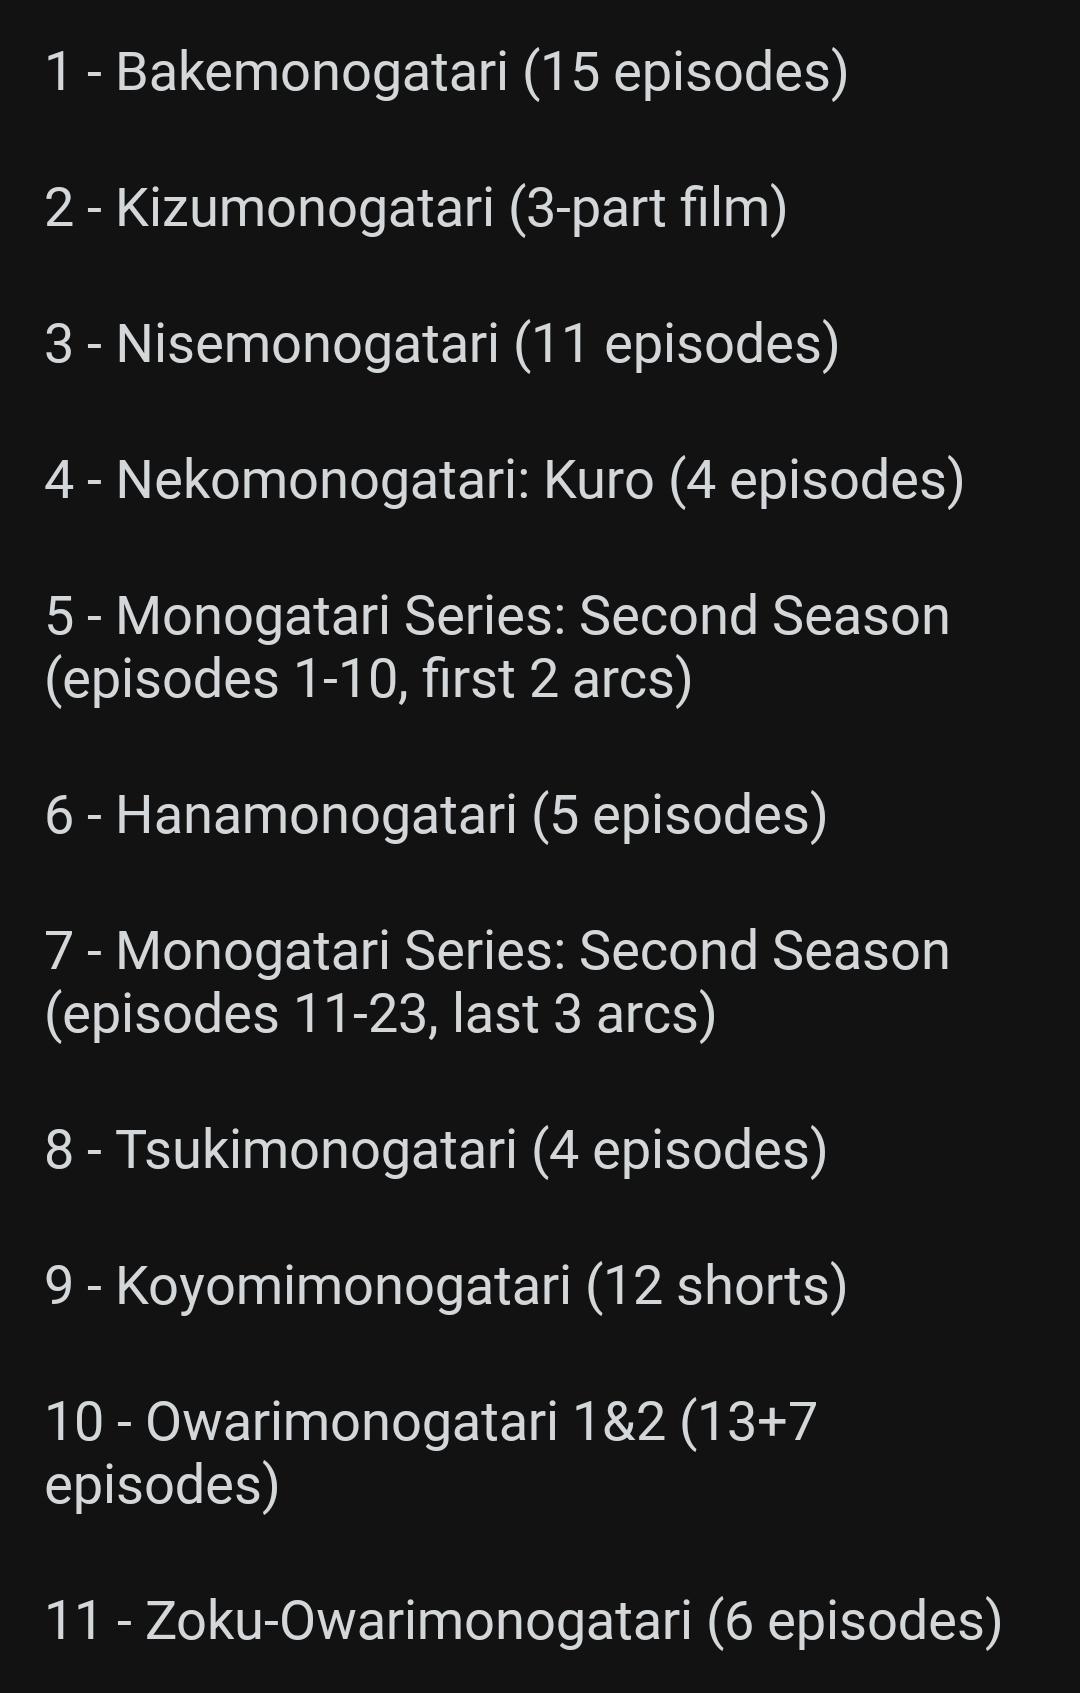 1 - Bakemonogatari (15 episodes)
2 - Kizumonogatari (3-part film)
3 - Nisemonogatari (11 episodes)
4 - Nekomonogatari: Kuro (4 episodes)
5 - Monogatari Series: Second Season
(episodes 1-10, first 2 arcs)
6 - Hanamonogatari (5 episodes)
7 - Monogatari Series: Second Season
(episodes 11-23, last 3 arcs)
8 - Tsukimonogatari (4 episodes)
9 - Koyomimonogatari (12 shorts)
10 - Owarimonogatari 1&2 (13+7
episodes)
11 - Zoku-Owarimonogatari (6 episodes)